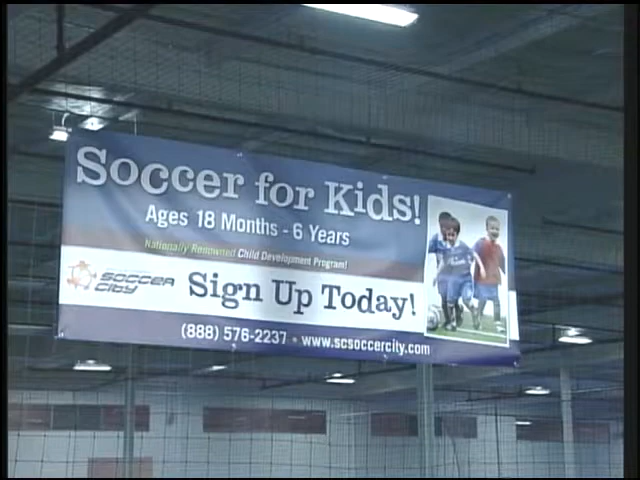 Soccer for Kids!
Ages 18 Months - 6 Years
Nationally Renowned Child Development Program!
SOCCER CITY
Sign Up Today!
(888) 576-2237 • www.scsoccercity.com